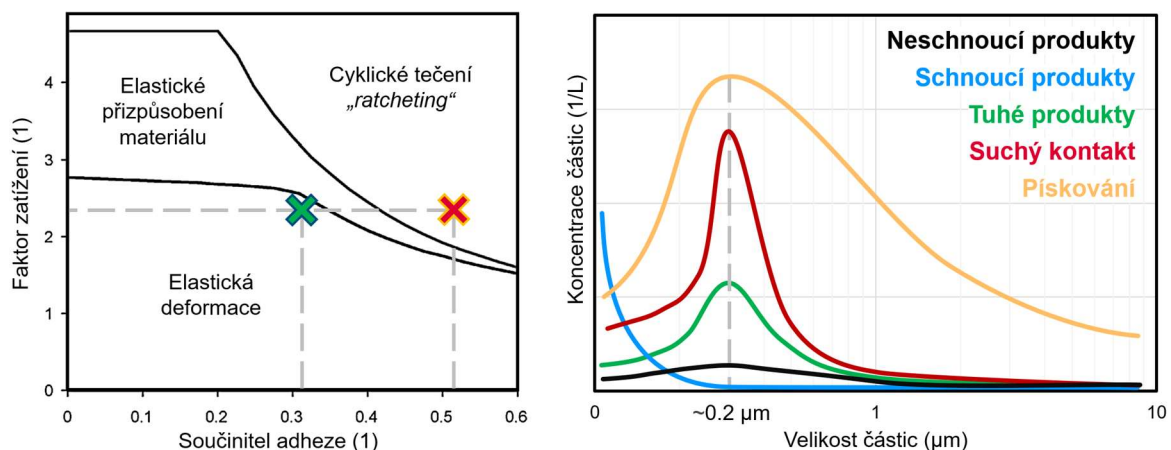 Faktor zatížení (1)
4
3
2
1
0
Elastické
přizpůsobení
materiálu
Cyklické tečení
„ratcheting“
Elastická
deformace
0
0.1
0.2
0.3
0.4
0.5
0.6
Součinitel adheze (1)
Koncentrace částic (1/L)
Neschnoucí produkty
Schnoucí produkty
Tuhé produkty
Suchý kontakt
Pískování
0
~0.2 μm
1
10
Velikost částic (μm)